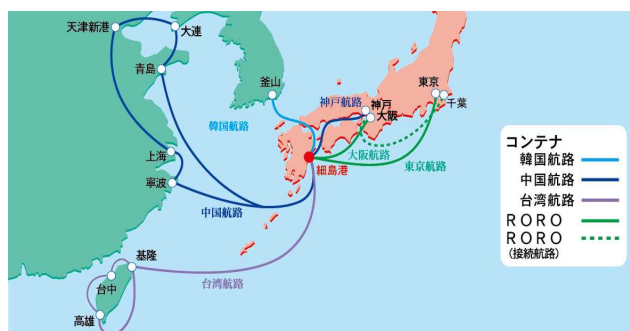 天津新港
大連
青島
釜山
東京
千葉
神戸航路
神戸
大阪
韓国航路
上海
寧波
細島港
大阪航路
東京航路
中国航路
基隆
台中
高雄
台湾航路
コンテナ
韓国航路
中国航路
台湾航路
RORO
RORO
(接続航路)